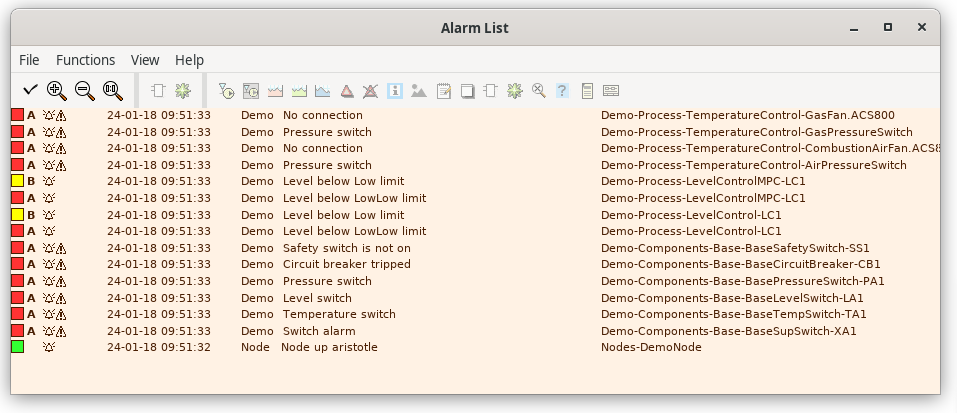 Alarm List
File Functions View Help
A 24-01-18 09:51:33 Demo No connection Demo-Process-TemperatureControl-GasFan.ACS800
A 24-01-18 09:51:33 Demo Pressure switch Demo-Process-TemperatureControl-GasPressureSwitch
A 24-01-18 09:51:33 Demo No connection Demo-Process-TemperatureControl-CombustionAirFan.ACS8
A 24-01-18 09:51:33 Demo Pressure switch Demo-Process-TemperatureControl-AirPressureSwitch
B 24-01-18 09:51:33 Demo Level below Low limit Demo-Process-LevelControlMPC-LC1
A 24-01-18 09:51:33 Demo Level below LowLow limit Demo-Process-LevelControlMPC-LC1
B 24-01-18 09:51:33 Demo Level below Low limit Demo-Process-LevelControl-LC1
A 24-01-18 09:51:33 Demo Level below LowLow limit Demo-Process-LevelControl-LC1
A 24-01-18 09:51:33 Demo Safety switch is not on Demo-Components-Base-BaseSafetySwitch-SS1
A 24-01-18 09:51:33 Demo Circuit breaker tripped Demo-Components-Base-BaseCircuitBreaker-CB1
A 24-01-18 09:51:33 Demo Pressure switch Demo-Components-Base-BasePressureSwitch-PA1
A 24-01-18 09:51:33 Demo Level switch Demo-Components-Base-BaseLevelSwitch-LA1
A 24-01-18 09:51:33 Demo Temperature switch Demo-Components-Base-BaseTempSwitch-TA1
A 24-01-18 09:51:33 Demo Switch alarm Demo-Components-Base-BaseSupSwitch-XA1
24-01-18 09:51:32 Node Node up aristotle Nodes-DemoNode